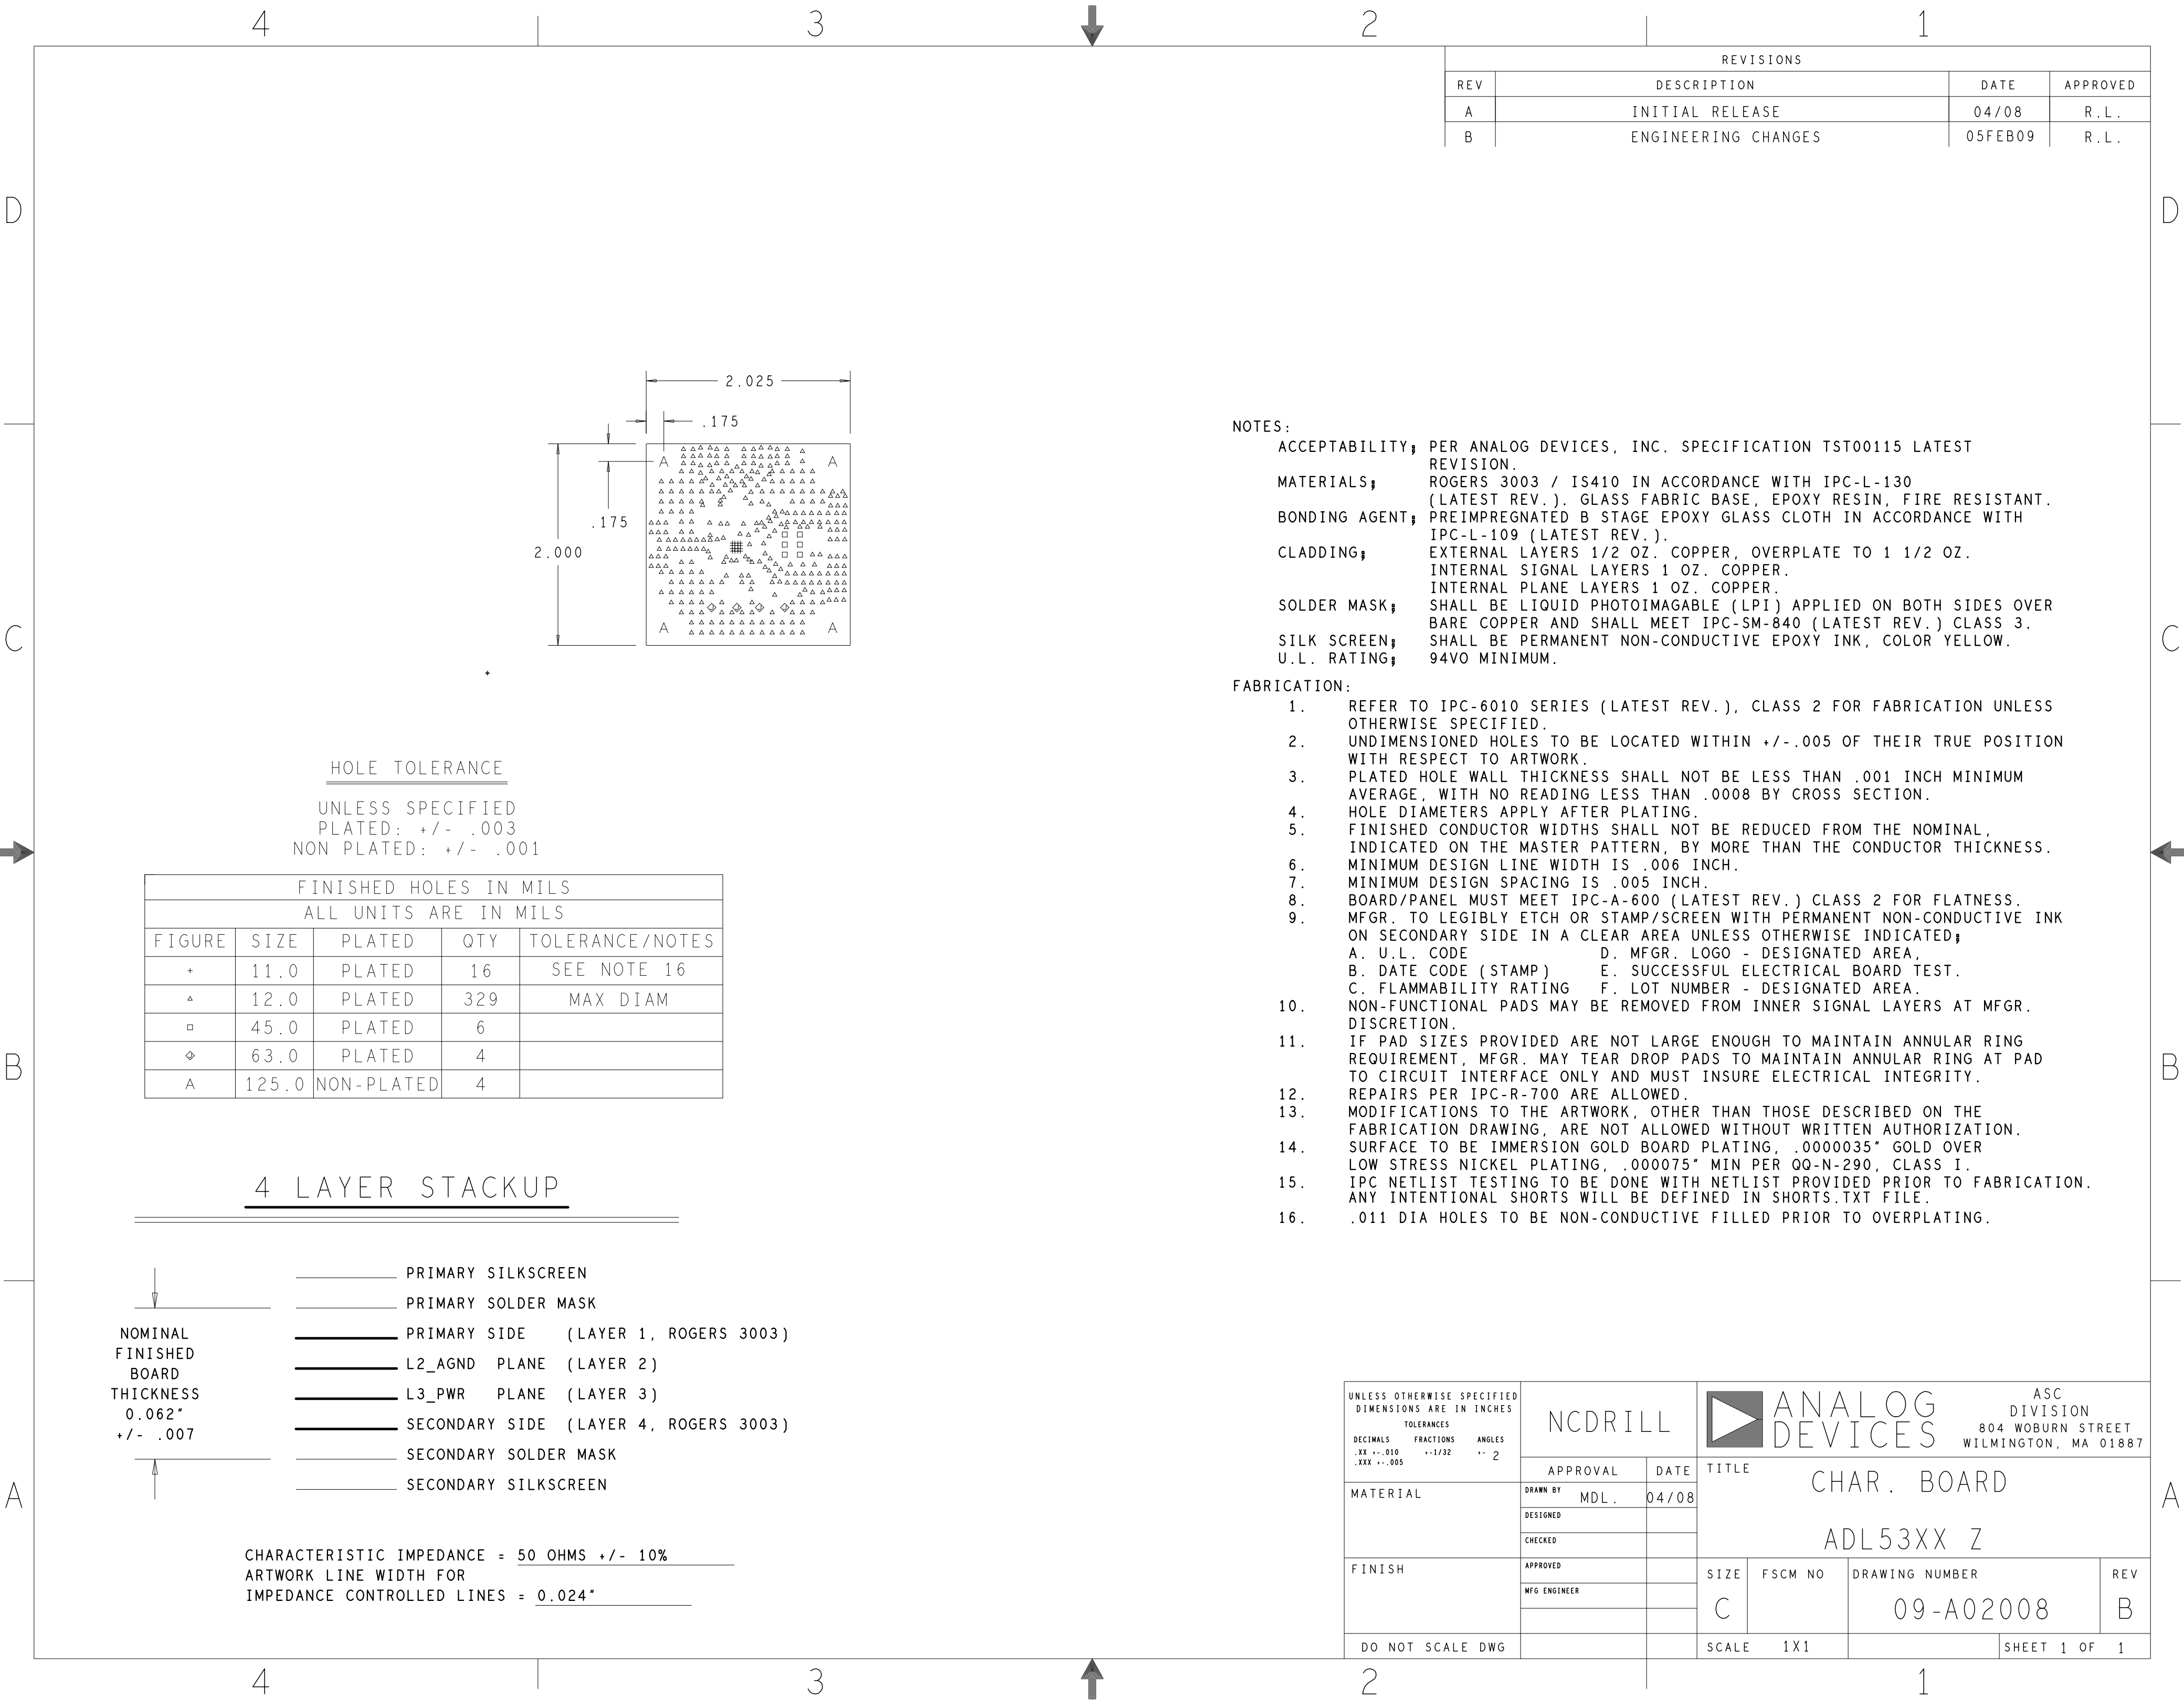 4 3 2 1
REVISIONS
REV DESCRIPTION DATE APPROVED
A INITIAL RELEASE 04/08 R.L.
B ENGINEERING CHANGES 05FEB09 R.L.
D D
2.025
.175
A A
.175
2.000
A A
NOTES:
ACCEPTABILITY; PER ANALOG DEVICES, INC. SPECIFICATION TST00115 LATEST
REVISION.
MATERIALS; ROGERS 3003 / IS410 IN ACCORDANCE WITH IPC-L-130
(LATEST REV.). GLASS FABRIC BASE, EPOXY RESIN, FIRE RESISTANT.
BONDING AGENT; PREIMPREGNATED B STAGE EPOXY GLASS CLOTH IN ACCORDANCE WITH
IPC-L-109 (LATEST REV.).
CLADDING; EXTERNAL LAYERS 1/2 OZ. COPPER, OVERPLATE TO 1 1/2 OZ.
INTERNAL SIGNAL LAYERS 1 OZ. COPPER.
INTERNAL PLANE LAYERS 1 OZ. COPPER.
SOLDER MASK; SHALL BE LIQUID PHOTOIMAGABLE (LPI) APPLIED ON BOTH SIDES OVER
BARE COPPER AND SHALL MEET IPC-SM-840 (LATEST REV.) CLASS 3.
SILK SCREEN; SHALL BE PERMANENT NON-CONDUCTIVE EPOXY INK, COLOR YELLOW.
U.L. RATING; 94VO MINIMUM.
C C
FABRICATION:
1. REFER TO IPC-6010 SERIES (LATEST REV.), CLASS 2 FOR FABRICATION UNLESS
OTHERWISE SPECIFIED.
2. UNDIMENSIONED HOLES TO BE LOCATED WITHIN +/-.005 OF THEIR TRUE POSITION
WITH RESPECT TO ARTWORK.
3. PLATED HOLE WALL THICKNESS SHALL NOT BE LESS THAN .001 INCH MINIMUM
AVERAGE, WITH NO READING LESS THAN .0008 BY CROSS SECTION.
4. HOLE DIAMETERS APPLY AFTER PLATING.
5. FINISHED CONDUCTOR WIDTHS SHALL NOT BE REDUCED FROM THE NOMINAL,
INDICATED ON THE MASTER PATTERN, BY MORE THAN THE CONDUCTOR THICKNESS.
6. MINIMUM DESIGN LINE WIDTH IS .006 INCH.
7. MINIMUM DESIGN SPACING IS .005 INCH.
8. BOARD/PANEL MUST MEET IPC-A-600 (LATEST REV.) CLASS 2 FOR FLATNESS.
9. MFGR. TO LEGIBLY ETCH OR STAMP/SCREEN WITH PERMANENT NON-CONDUCTIVE INK
ON SECONDARY SIDE IN A CLEAR AREA UNLESS OTHERWISE INDICATED;
A. U.L. CODE D. MFGR. LOGO - DESIGNATED AREA,
B. DATE CODE (STAMP) E. SUCCESSFUL ELECTRICAL BOARD TEST.
C. FLAMMABILITY RATING F. LOT NUMBER - DESIGNATED AREA.
10. NON-FUNCTIONAL PADS MAY BE REMOVED FROM INNER SIGNAL LAYERS AT MFGR.
DISCRETION.
11. IF PAD SIZES PROVIDED ARE NOT LARGE ENOUGH TO MAINTAIN ANNULAR RING
REQUIREMENT, MFGR. MAY TEAR DROP PADS TO MAINTAIN ANNULAR RING AT PAD
TO CIRCUIT INTERFACE ONLY AND MUST INSURE ELECTRICAL INTEGRITY.
12. REPAIRS PER IPC-R-700 ARE ALLOWED.
13. MODIFICATIONS TO THE ARTWORK, OTHER THAN THOSE DESCRIBED ON THE
FABRICATION DRAWING, ARE NOT ALLOWED WITHOUT WRITTEN AUTHORIZATION.
14. SURFACE TO BE IMMERSION GOLD BOARD PLATING, .0000035" GOLD OVER
LOW STRESS NICKEL PLATING, .000075" MIN PER QQ-N-290, CLASS I.
15. IPC NETLIST TESTING TO BE DONE WITH NETLIST PROVIDED PRIOR TO FABRICATION.
ANY INTENTIONAL SHORTS WILL BE DEFINED IN SHORTS.TXT FILE.
16. .011 DIA HOLES TO BE NON-CONDUCTIVE FILLED PRIOR TO OVERPLATING.
HOLE TOLERANCE
UNLESS SPECIFIED
PLATED: +/- .003
NON PLATED: +/- .001
FINISHED HOLES IN MILS
ALL UNITS ARE IN MILS
FIGURE SIZE PLATED QTY TOLERANCE/NOTES
+ 11.0 PLATED 16 SEE NOTE 16
△ 12.0 PLATED 329 MAX DIAM
□ 45.0 PLATED 6
◇ 63.0 PLATED 4
A 125.0 NON-PLATED 4
B B
4 LAYER STACKUP
PRIMARY SILKSCREEN
PRIMARY SOLDER MASK
PRIMARY SIDE (LAYER 1, ROGERS 3003)
L2_AGND PLANE (LAYER 2)
L3_PWR PLANE (LAYER 3)
SECONDARY SIDE (LAYER 4, ROGERS 3003)
SECONDARY SOLDER MASK
SECONDARY SILKSCREEN
NOMINAL
FINISHED
BOARD
THICKNESS
0.062"
+/- .007
CHARACTERISTIC IMPEDANCE = 50 OHMS +/- 10%
ARTWORK LINE WIDTH FOR
IMPEDANCE CONTROLLED LINES = 0.024"
A A
UNLESS OTHERWISE SPECIFIED
DIMENSIONS ARE IN INCHES
TOLERANCES
DECIMALS FRACTIONS ANGLES
.XX +-.010 +-1/32 +- 2
.XXX +-.005
MATERIAL
FINISH
DO NOT SCALE DWG
NCDRILL
APPROVAL DATE
DRAWN BY MDL. 04/08
DESIGNED
CHECKED
APPROVED
MFG ENGINEER
ANALOG
DEVICES
ASC
DIVISION
804 WOBURN STREET
WILMINGTON, MA 01887
TITLE
CHAR. BOARD
ADL53XX Z
SIZE FSCM NO DRAWING NUMBER REV
C 09-A02008 B
SCALE 1X1 SHEET 1 OF 1
4 3 2 1